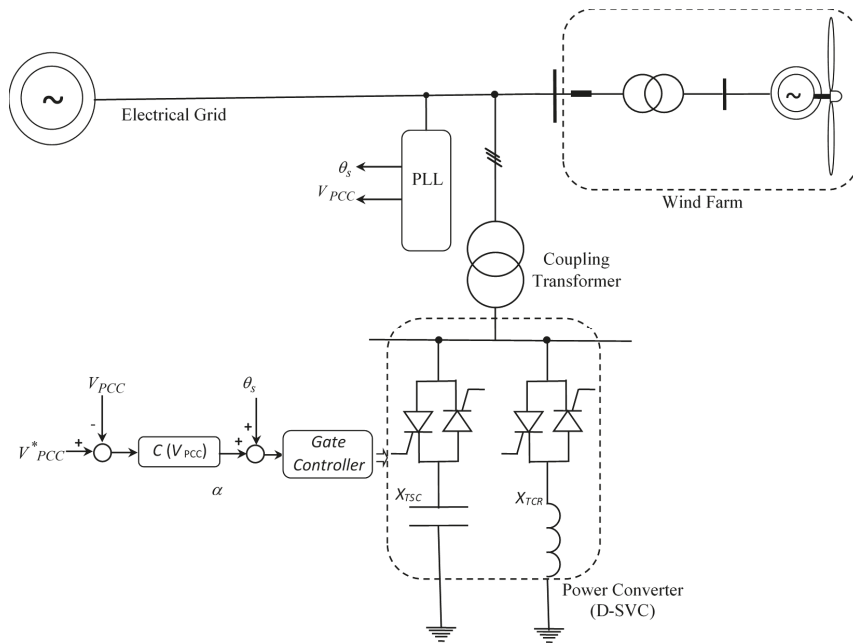 ~
~
Electrical Grid
θs
PLL
VPCC
Wind Farm
Coupling
Transformer
VPCC
θs
-
+
V*PCC
+
C (VPCC)
+
Gate
Controller
α
XTSC
XTCR
Power Converter
(D-SVC)